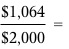 $1,064
$2,000 =